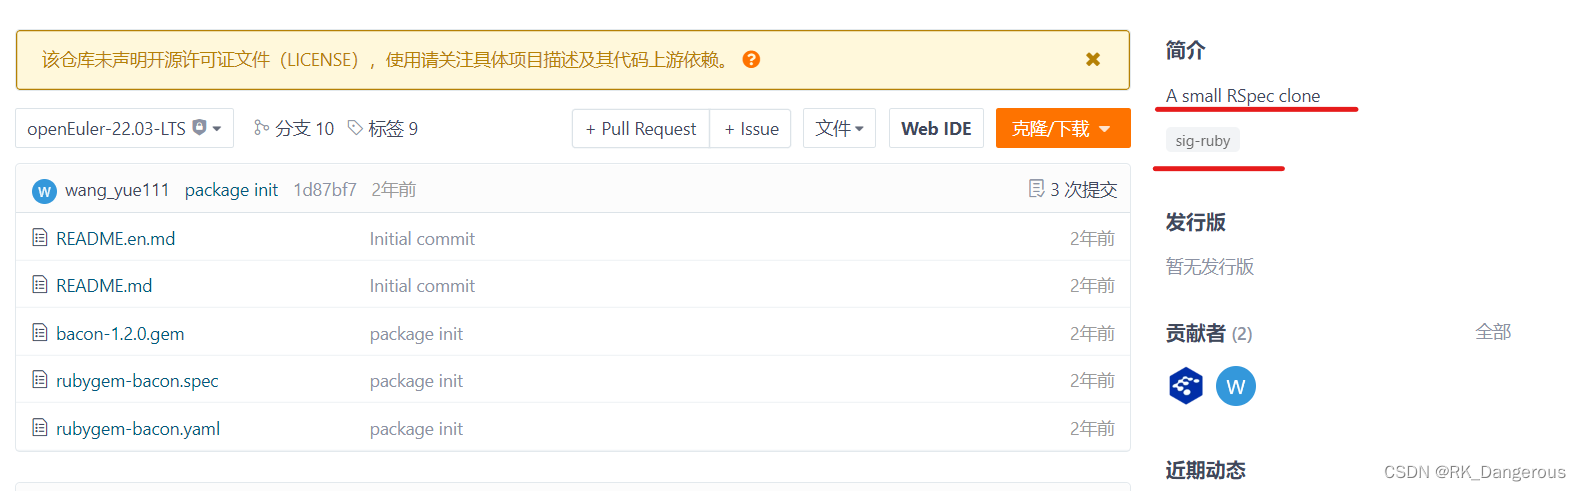 该仓库未声明开源许可证文件（LICENSE），使用请关注具体项目描述及其代码上游依赖。 ?
openEuler-22.03-LTS 分支 10 标签 9 + Pull Request + Issue 文件 Web IDE 克隆/下载
W wang_yue111 package init 1d87bf7 2年前 3 次提交
README.en.md Initial commit 2年前
README.md Initial commit 2年前
bacon-1.2.0.gem package init 2年前
rubygem-bacon.spec package init 2年前
rubygem-bacon.yaml package init 2年前
简介
A small RSpec clone
sig-ruby
发行版
暂无发行版
贡献者 (2) 全部
W
近期动态
CSDN @RK_Dangerous